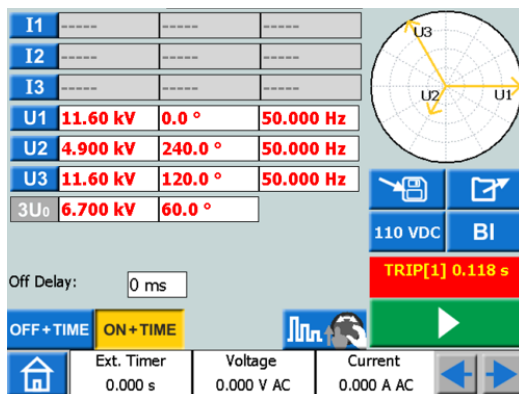 I1 ----- ----- -----
I2 ----- ----- -----
I3 ----- ----- -----
U1 11.60 kV 0.0 ° 50.000 Hz
U2 4.900 kV 240.0 ° 50.000 Hz
U3 11.60 kV 120.0 ° 50.000 Hz
3U₀ 6.700 kV 60.0 °
U3
U2 U1
110 VDC BI
TRIP[1] 0.118 s
Off Delay: 0 ms
OFF+TIME ON+TIME
Ext. Timer Voltage Current
0.000 s 0.000 V AC 0.000 A AC